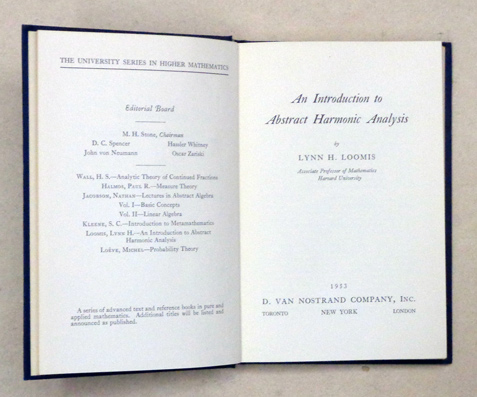 THE UNIVERSITY SERIES IN HIGHER MATHEMATICS
Editorial Board
M. H. Stone, Chairman
D. C. Spencer Hassler Whitney
John von Neumann Oscar Zariski
Wall, H. S.—Analytic Theory of Continued Fractions
Halmos, Paul R.—Measure Theory
Jacobson, Nathan—Lectures in Abstract Algebra
Vol. I—Basic Concepts
Vol. II—Linear Algebra
Kleene, S. C.—Introduction to Metamathematics
Loomis, Lynn H.—An Introduction to Abstract
Harmonic Analysis
Loève, Michel—Probability Theory
A series of advanced text and reference books in pure and
applied mathematics. Additional titles will be listed and
announced as published.
An Introduction to
Abstract Harmonic Analysis
by
LYNN H. LOOMIS
Associate Professor of Mathematics
Harvard University
1953
D. VAN NOSTRAND COMPANY, Inc.
TORONTO NEW YORK LONDON